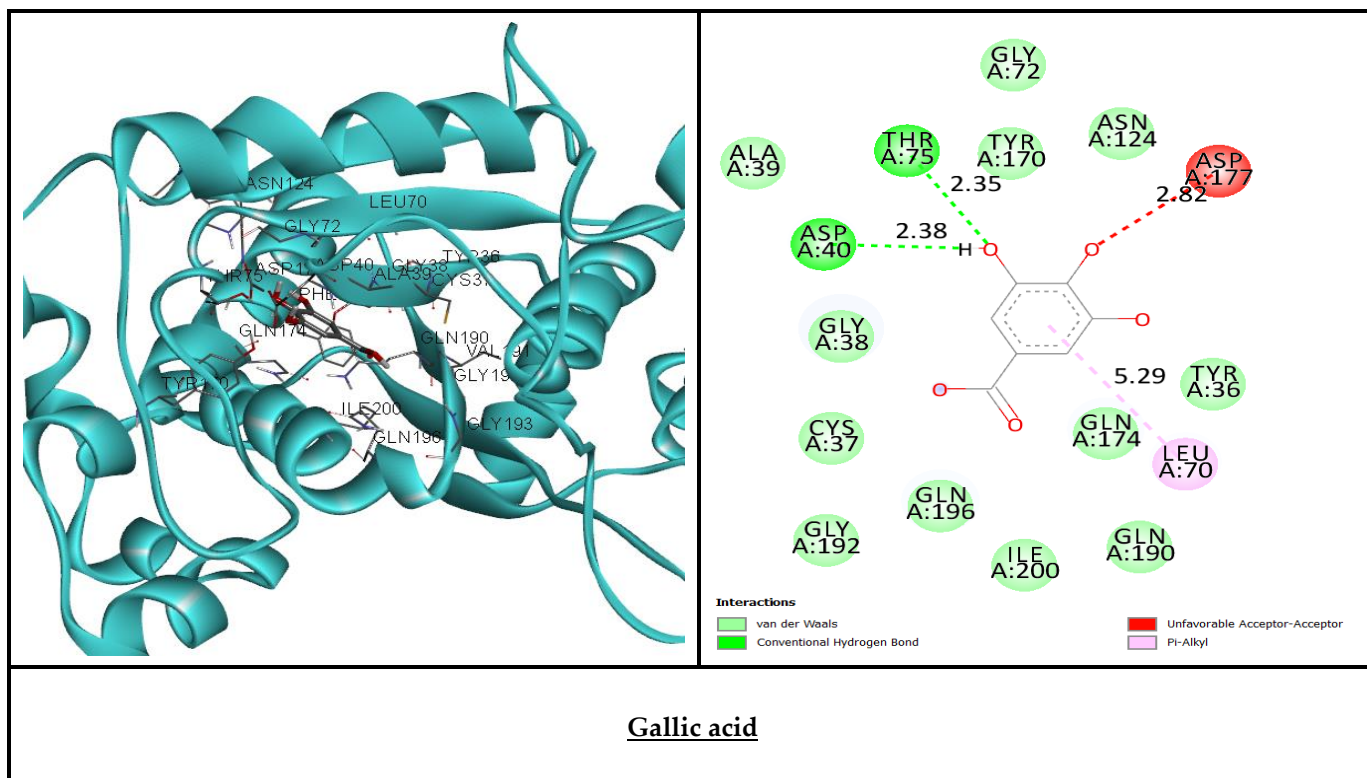 ASN124
LEU70
GLY72
TYR36
ASP40
GLY38
ALA39
CYS37
PHE
GLN174
GLN190
ILE200
GLN196
GLY193
GLY
A:72
THR
A:75
TYR
A:170
ASN
A:124
ALA
A:39
ASP
A:177
2.35
2.82
ASP
A:40
2.38
H
O
O
GLY
A:38
O
5.29
TYR
A:36
O
O
CYS
A:37
GLN
A:174
LEU
A:70
GLN
A:196
GLY
A:192
ILE
A:200
GLN
A:190
Interactions
van der Waals
Conventional Hydrogen Bond
Unfavorable Acceptor-Acceptor
Pi-Alkyl
Gallic acid